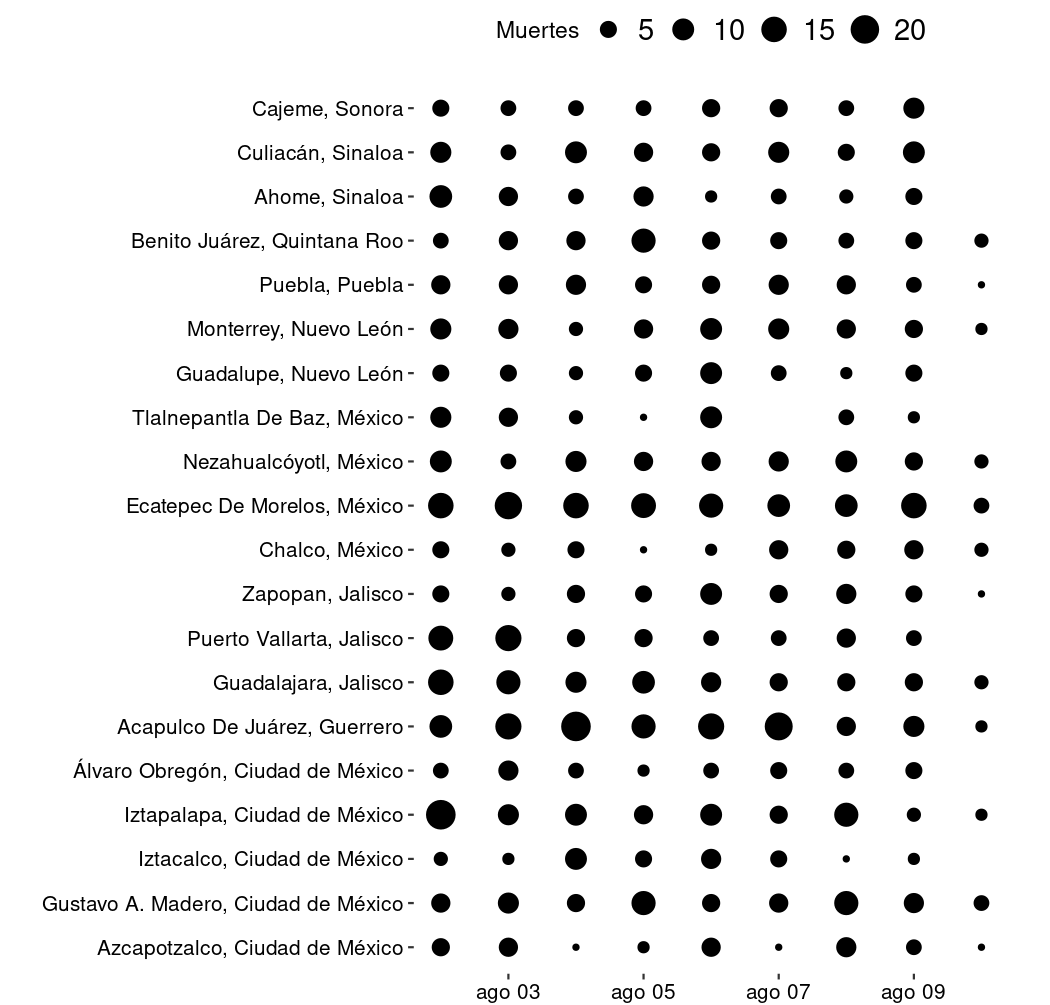 Muertes 5 10 15 20
Cajeme, Sonora
Culiacán, Sinaloa
Ahome, Sinaloa
Benito Juárez, Quintana Roo
Puebla, Puebla
Monterrey, Nuevo León
Guadalupe, Nuevo León
Tlalnepantla De Baz, México
Nezahualcóyotl, México
Ecatepec De Morelos, México
Chalco, México
Zapopan, Jalisco
Puerto Vallarta, Jalisco
Guadalajara, Jalisco
Acapulco De Juárez, Guerrero
Álvaro Obregón, Ciudad de México
Iztapalapa, Ciudad de México
Iztacalco, Ciudad de México
Gustavo A. Madero, Ciudad de México
Azcapotzalco, Ciudad de México
ago 03 ago 05 ago 07 ago 09